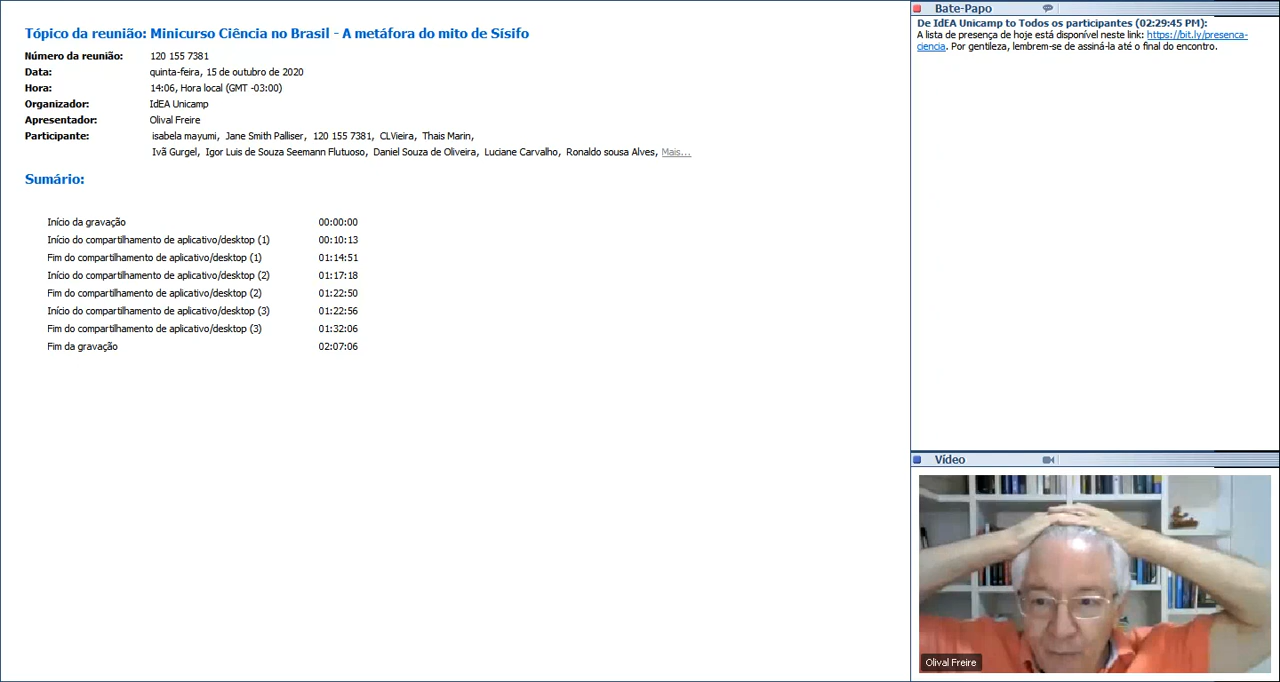 Tópico da reunião: Minicurso Ciência no Brasil - A metáfora do mito de Sísifo
Número da reunião: 120 155 7381
Data: quinta-feira, 15 de outubro de 2020
Hora: 14:06, Hora local (GMT -03:00)
Organizador: IdEA Unicamp
Apresentador: Olival Freire
Participante: isabela mayumi, Jane Smith Palliser, 120 155 7381, CLVieira, Thais Marin,
Ivã Gurgel, Igor Luis de Souza Seemann Flutuoso, Daniel Souza de Oliveira, Luciane Carvalho, Ronaldo sousa Alves, Mais...
Sumário:
Início da gravação 00:00:00
Início do compartilhamento de aplicativo/desktop (1) 00:10:13
Fim do compartilhamento de aplicativo/desktop (1) 01:14:51
Início do compartilhamento de aplicativo/desktop (2) 01:17:18
Fim do compartilhamento de aplicativo/desktop (2) 01:22:50
Início do compartilhamento de aplicativo/desktop (3) 01:22:56
Fim do compartilhamento de aplicativo/desktop (3) 01:32:06
Fim da gravação 02:07:06
Bate-Papo
De IdEA Unicamp to Todos os participantes (02:29:45 PM):
A lista de presença de hoje está disponível neste link: https://bit.ly/presenca-
ciencia. Por gentileza, lembrem-se de assiná-la até o final do encontro.
Vídeo
Olival Freire